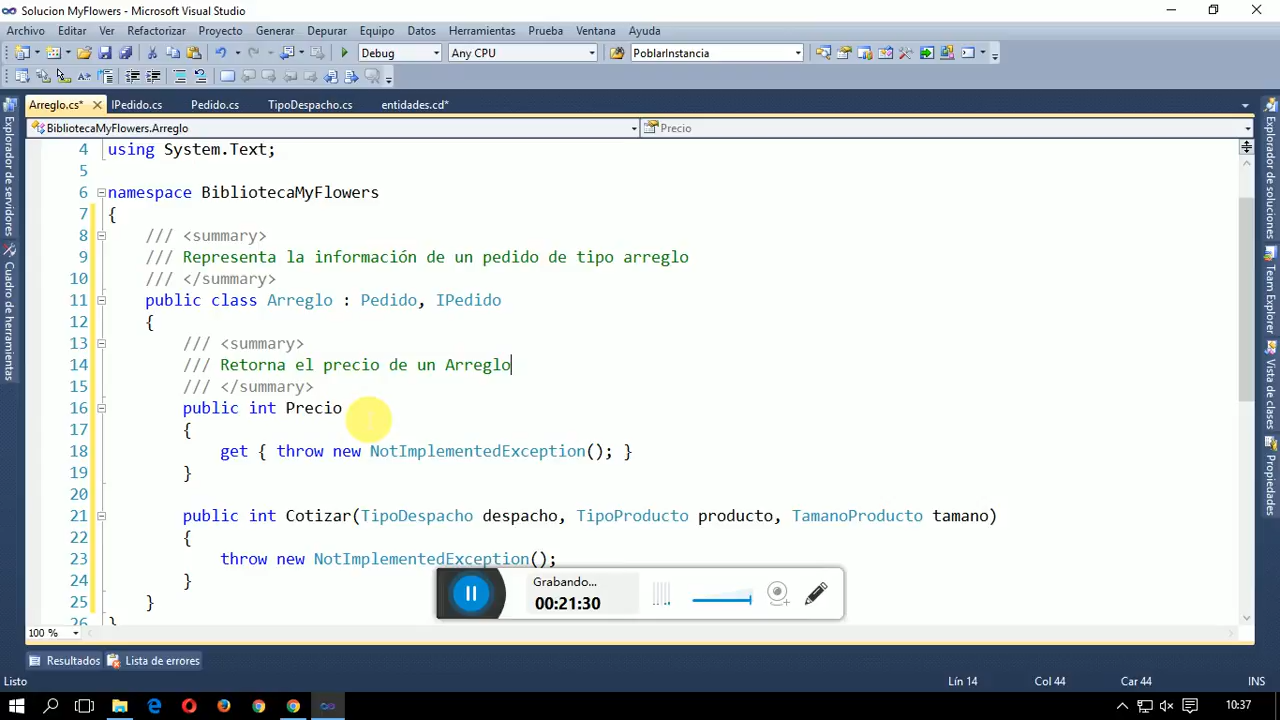 Solucion MyFlowers - Microsoft Visual Studio
Archivo Editar Ver Refactorizar Proyecto Generar Depurar Equipo Datos Herramientas Prueba Ventana Ayuda
Debug Any CPU PoblarInstancia
Arreglo.cs* IPedido.cs Pedido.cs TipoDespacho.cs entidades.cd*
BibliotecaMyFlowers.Arreglo Precio
4 using System.Text;
5
6 namespace BibliotecaMyFlowers
7 {
8 /// <summary>
9 /// Representa la información de un pedido de tipo arreglo
10 /// </summary>
11 public class Arreglo : Pedido, IPedido
12 {
13 /// <summary>
14 /// Retorna el precio de un Arreglo
15 /// </summary>
16 public int Precio
17 {
18 get { throw new NotImplementedException(); }
19 }
20
21 public int Cotizar(TipoDespacho despacho, TipoProducto producto, TamanoProducto tamano)
22 {
23 throw new NotImplementedException();
24 }
25 }
26 }
Explorador de servidores
Cuadro de herramientas
Explorador de soluciones
Team Explorer
Vista de clases
Propiedades
Grabando...
00:21:30
100 %
Resultados Lista de errores
Listo Lín 14 Col 44 Car 44 INS
10:37